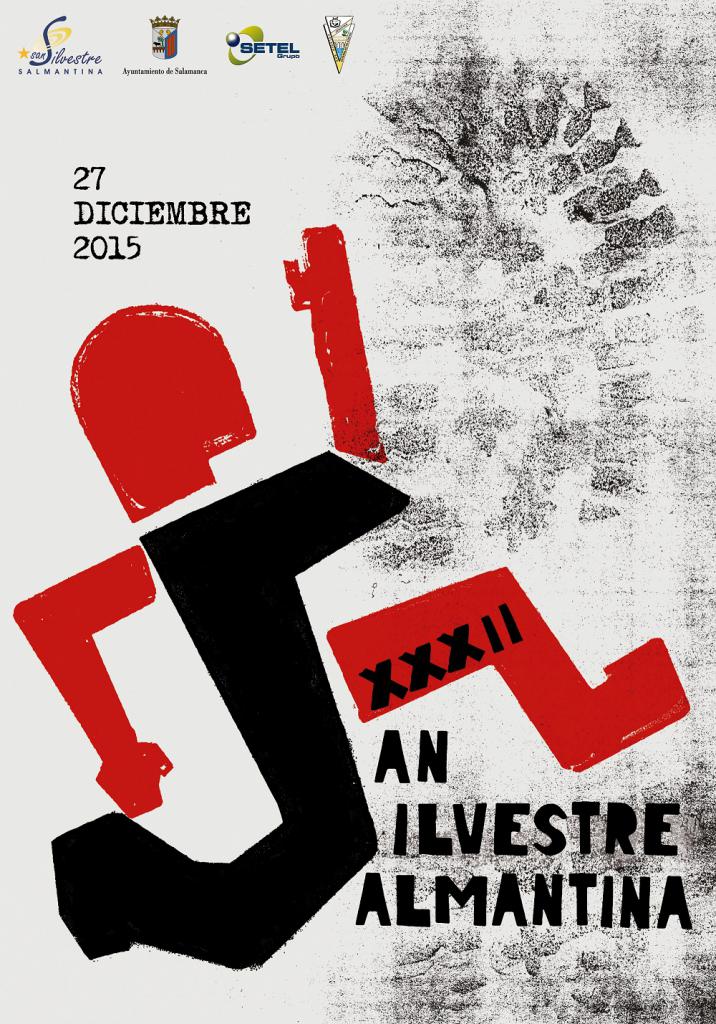 san Silvestre
SALMANTINA
Ayuntamiento de Salamanca
SETEL
Grupo
27
DICIEMBRE
2015
XXXII
AN
ILVESTRE
ALMANTINA